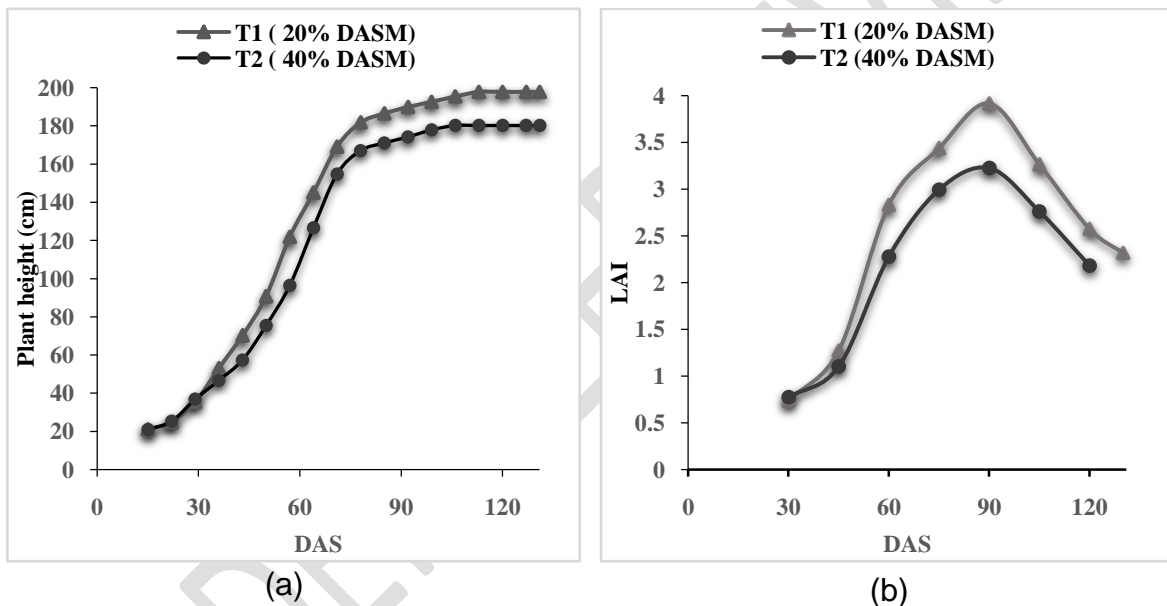 T1 ( 20% DASM)
T2 ( 40% DASM)
200
180
160
140
120
100
80
60
40
20
0
Plant height (cm)
0 30 60 90 120
DAS
(a)
T1 (20% DASM)
T2 (40% DASM)
4
3.5
3
2.5
2
1.5
1
0.5
0
LAI
0 30 60 90 120
DAS
(b)